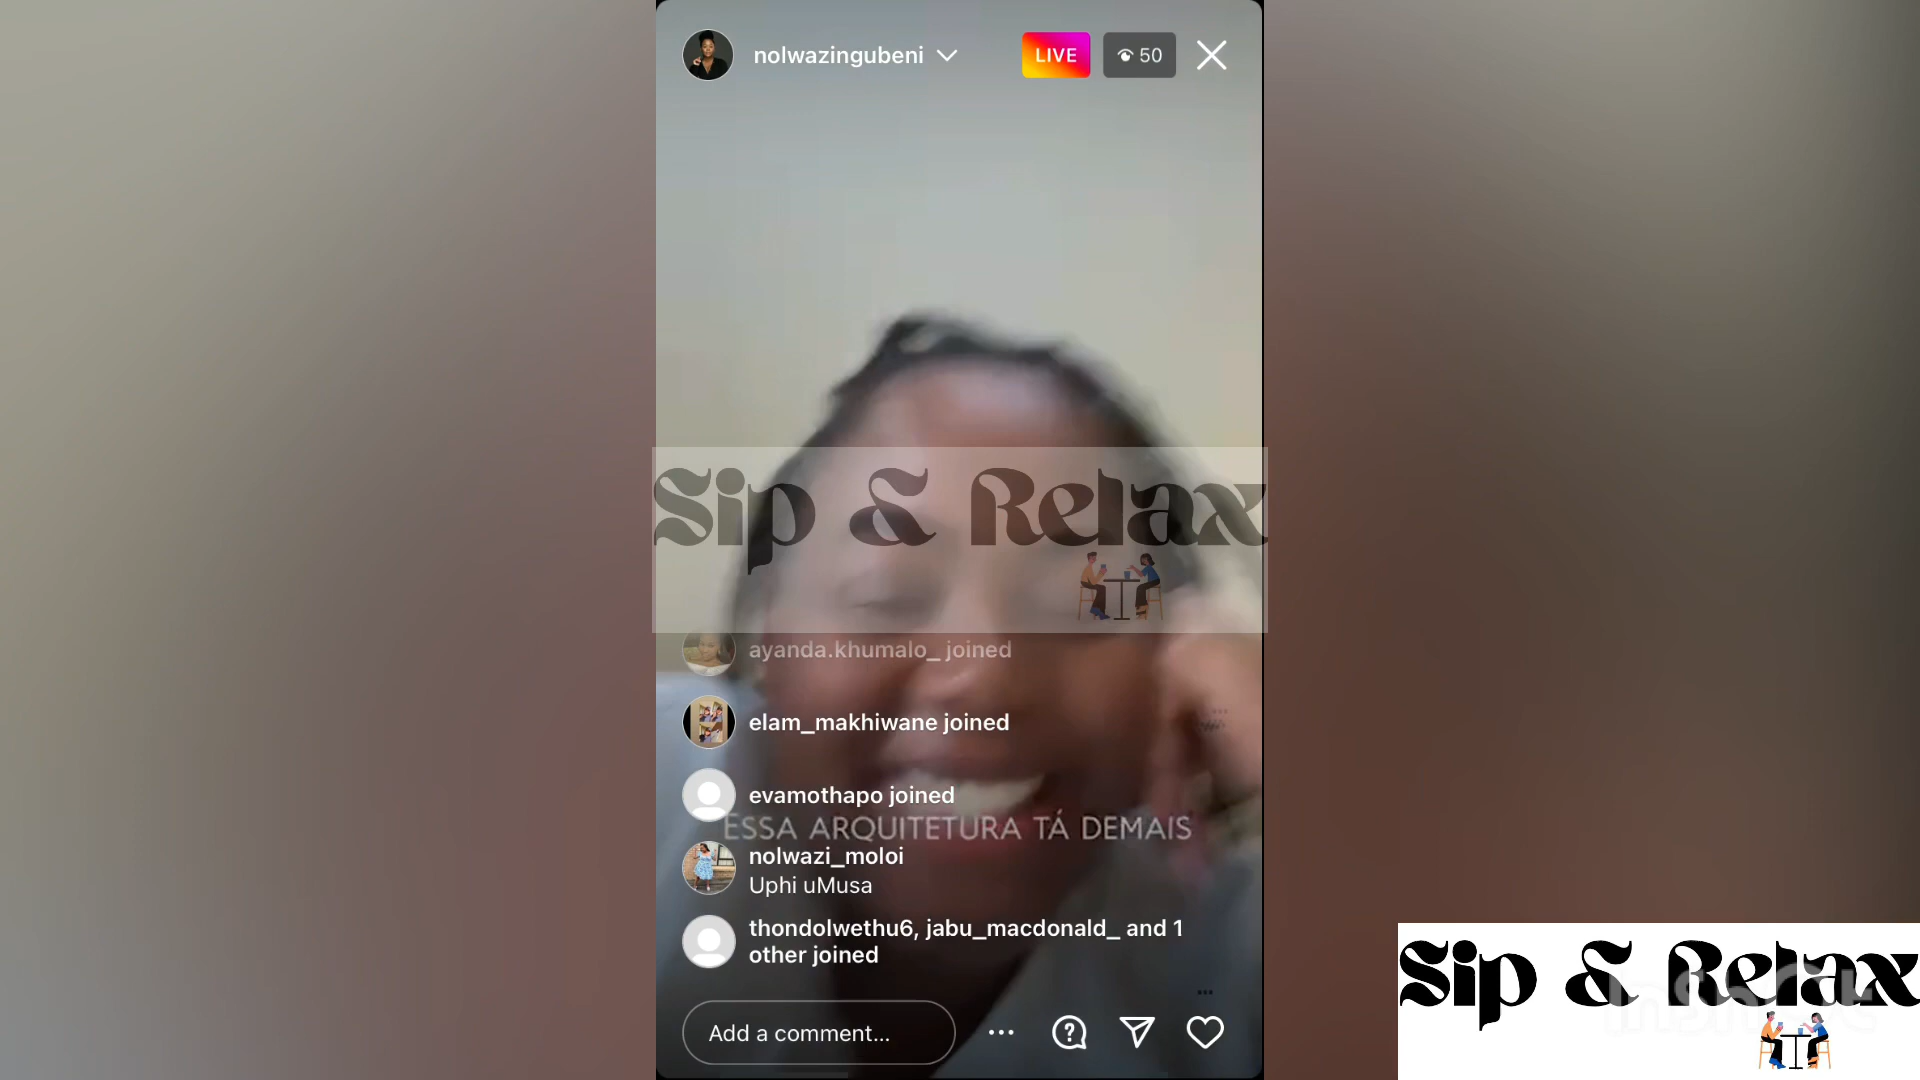 nolwazingubeni
LIVE
50
Sip & Relax
ayanda.khumalo_ joined
elam_makhiwane joined
evamothapo joined
ESSA ARQUITETURA TÁ DEMAIS
nolwazi_moloi
Uphi uMusa
thondolwethu6, jabu_macdonald_ and 1
other joined
Add a comment...
Sip & Relax
InShOt